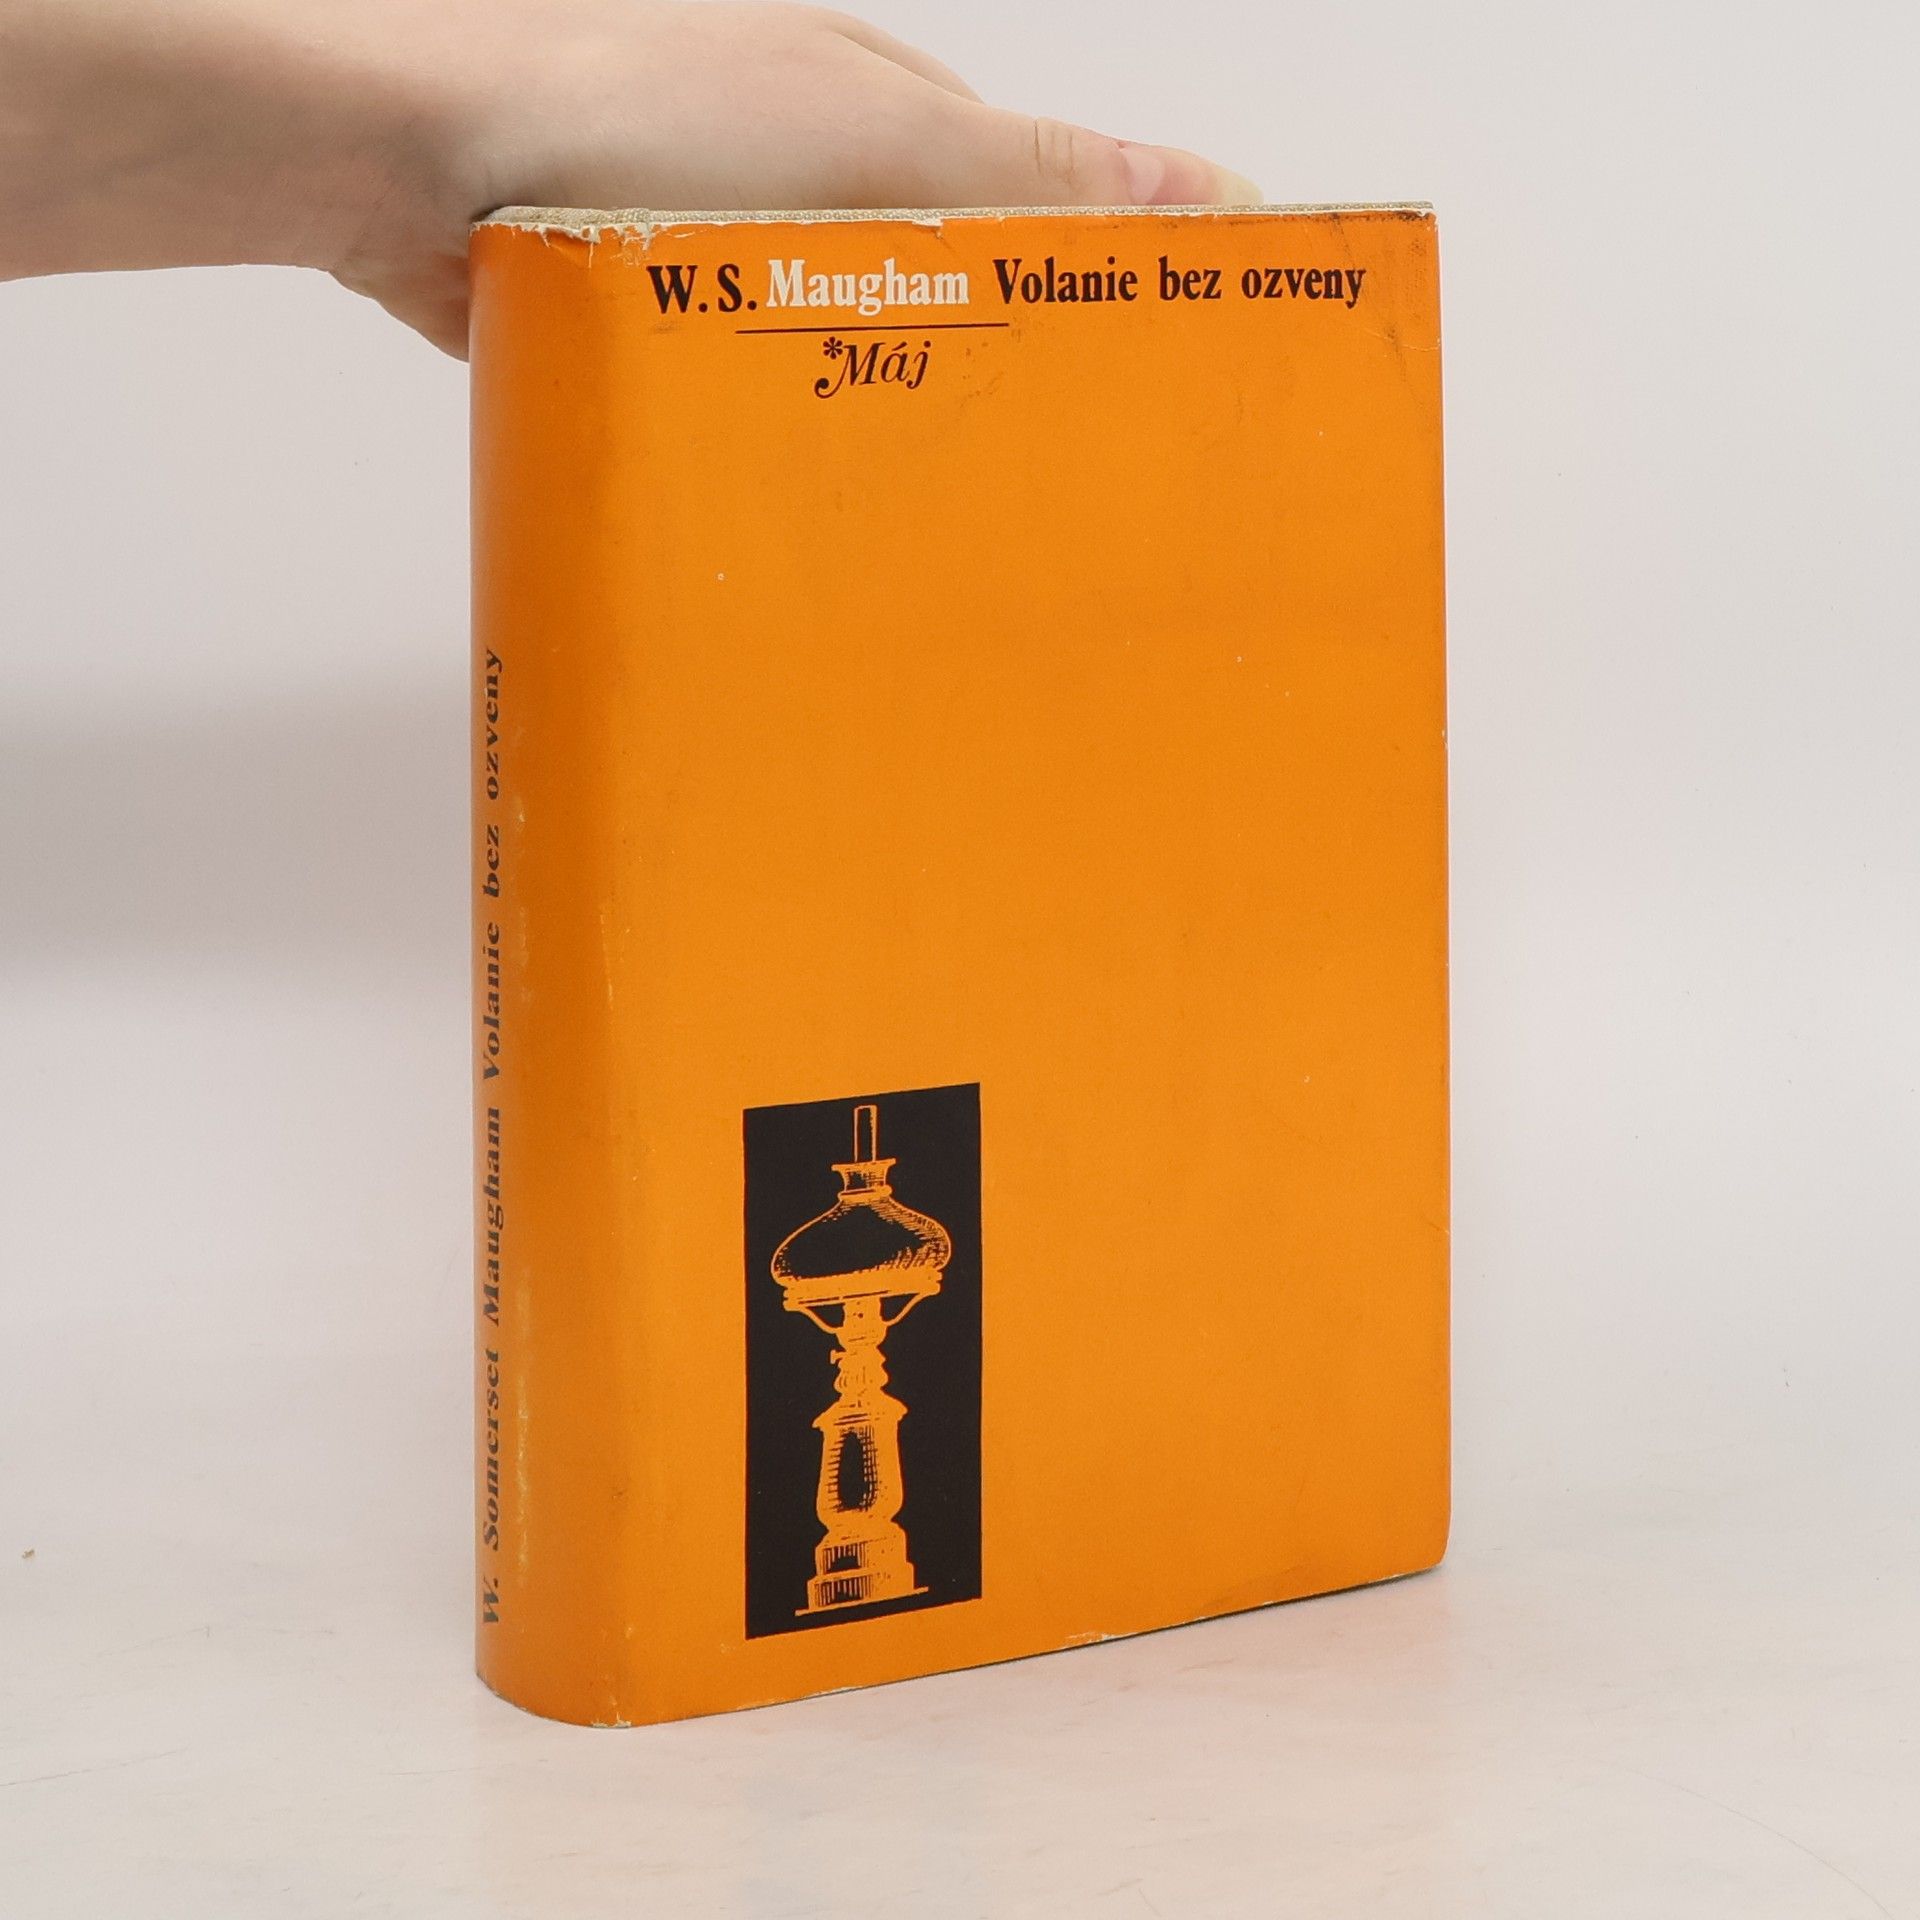 W. S. Maugham Volanie bez ozveny
*Máj
W. Somerset Maugham Volanie bez ozveny